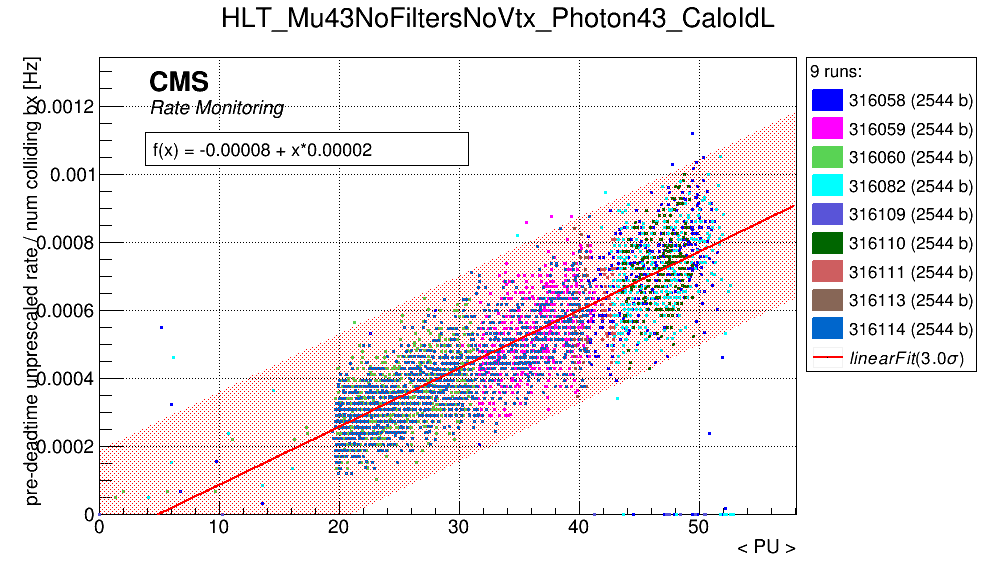 HLT_Mu43NoFiltersNoVtx_Photon43_CaloIdL
pre-deadtime unprescaled rate / num colliding bx [Hz]
CMS
Rate Monitoring
f(x) = -0.00008 + x*0.00002
0.0012
0.001
0.0008
0.0006
0.0004
0.0002
0
0 10 20 30 40 50
< PU >
9 runs:
316058 (2544 b)
316059 (2544 b)
316060 (2544 b)
316082 (2544 b)
316109 (2544 b)
316110 (2544 b)
316111 (2544 b)
316113 (2544 b)
316114 (2544 b)
linearFit(3.0σ)